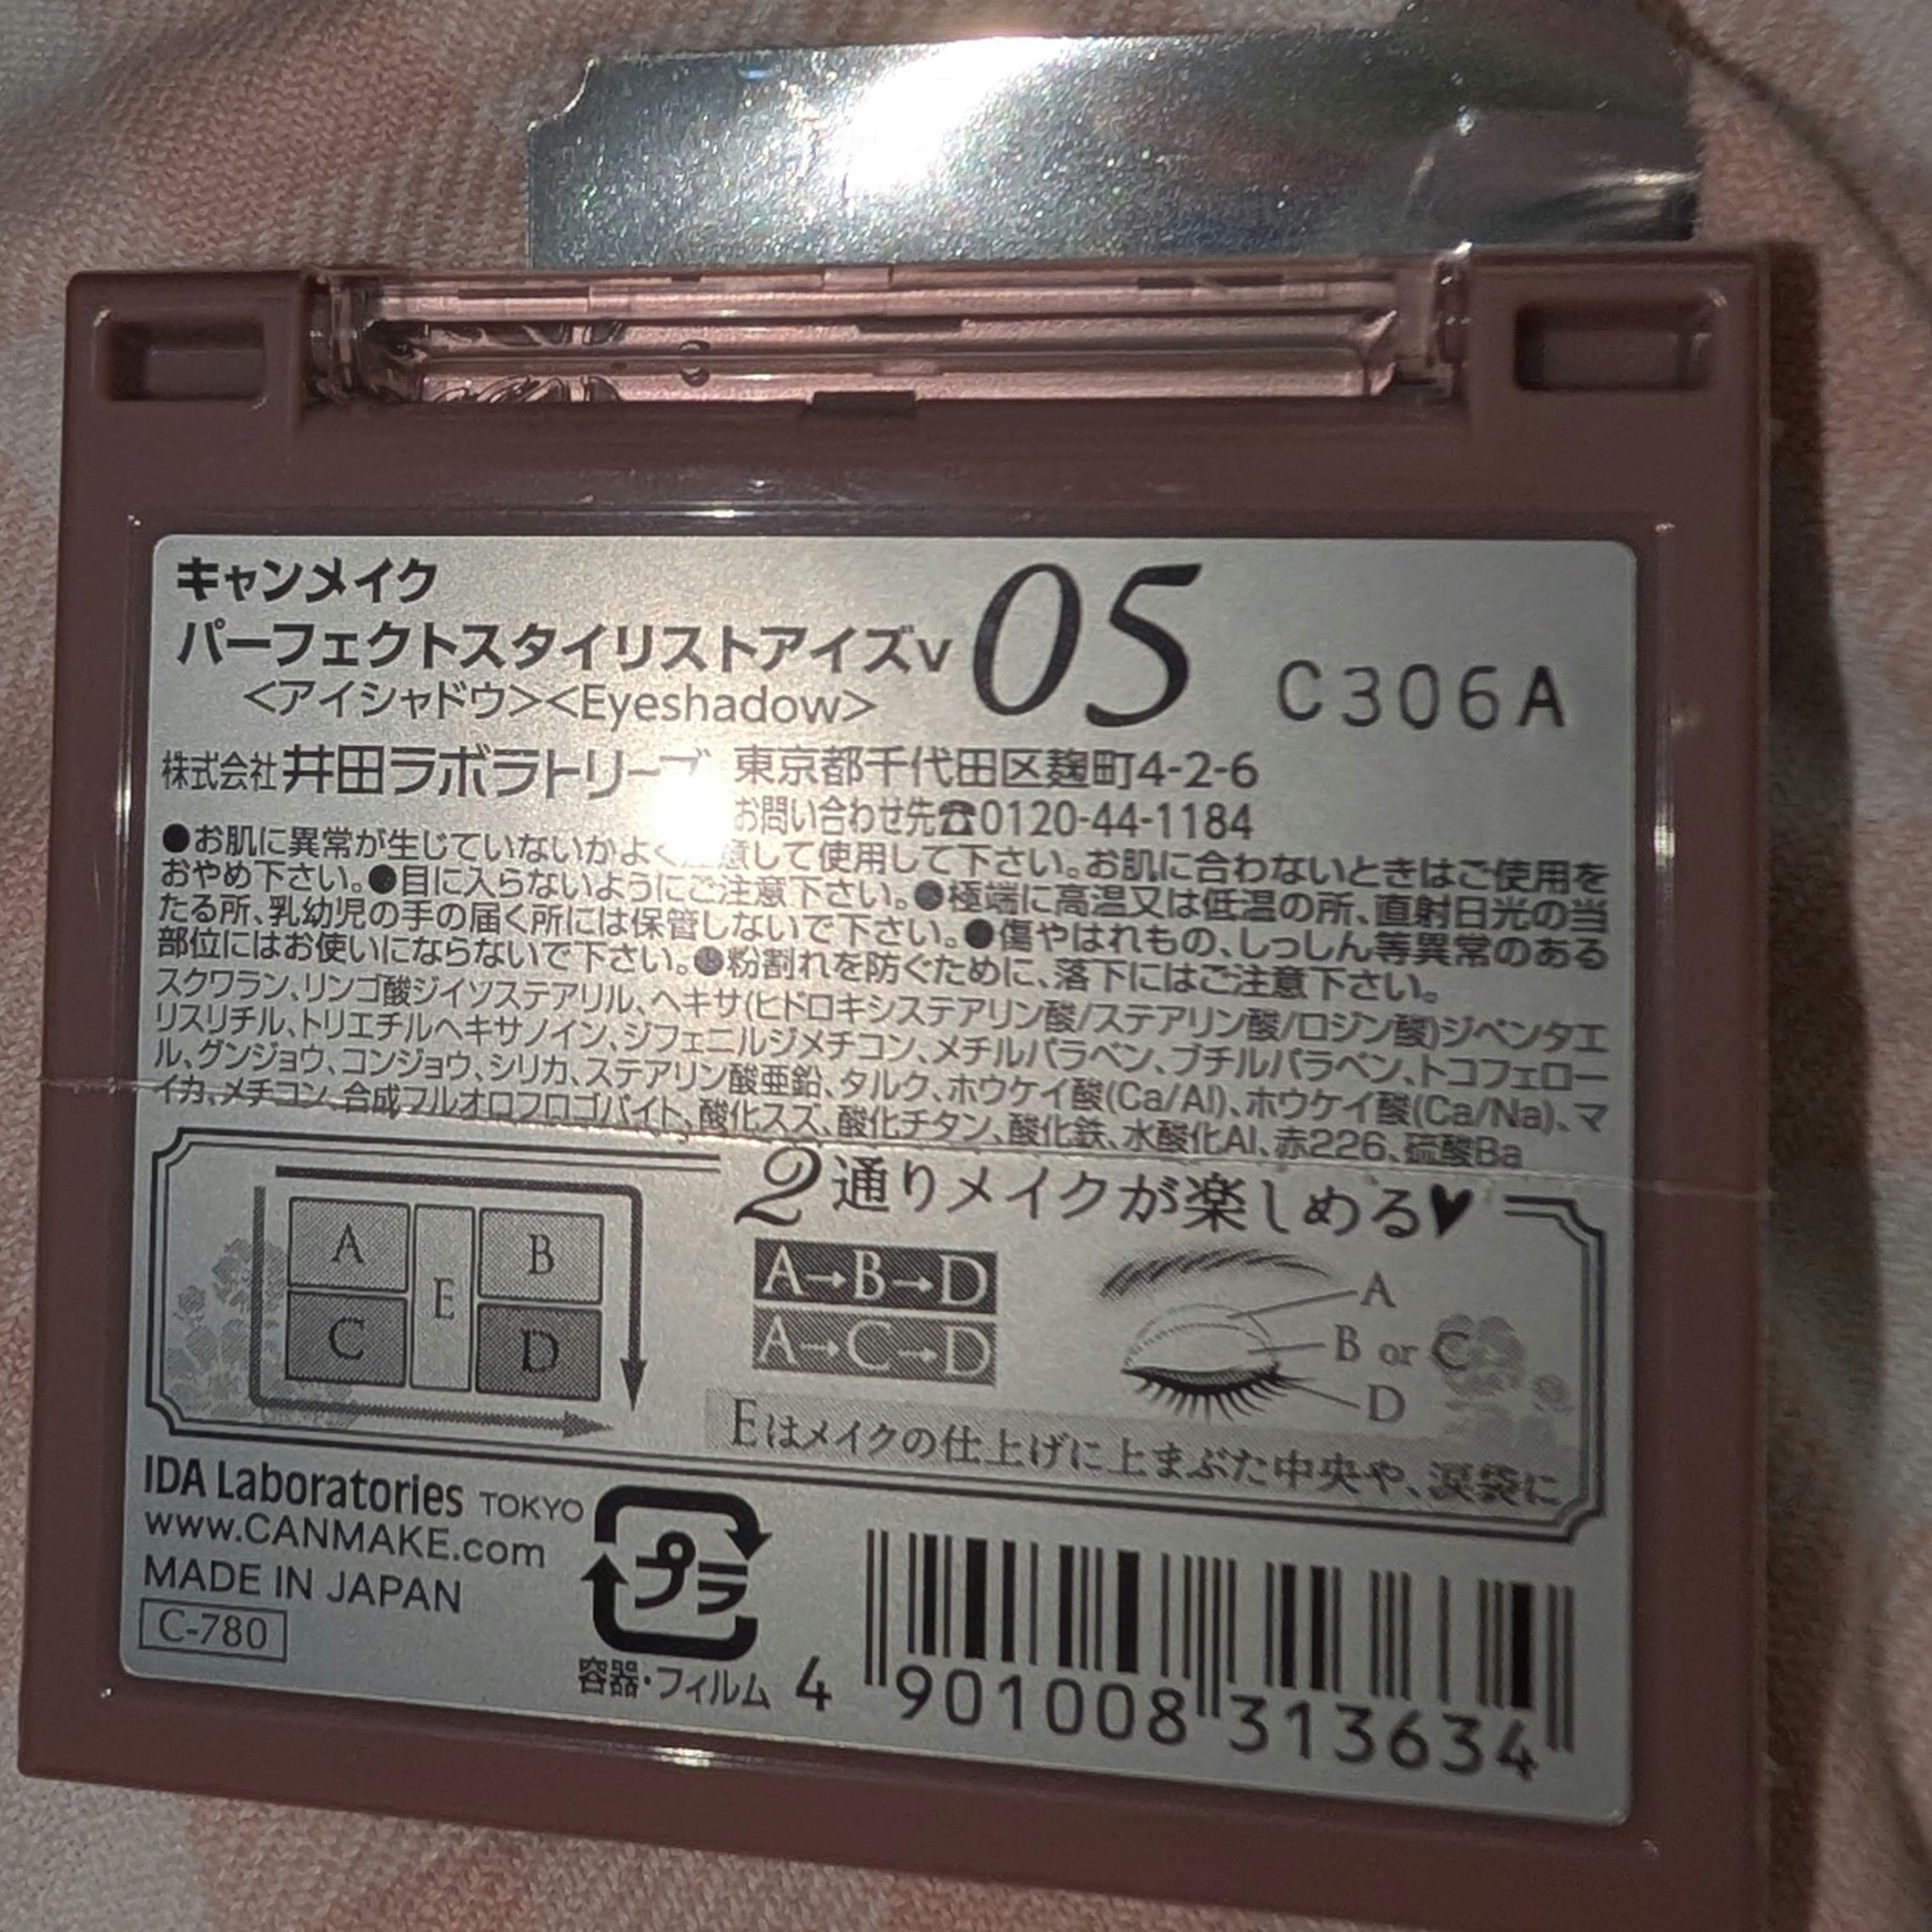 キャンメイク
パーフェクトスタイリストアイズv
<アイシャドウ><Eyeshadow>
05
C306A
株式会社 井田ラボラトリーズ 東京都千代田区麹町4-2-6
お問い合わせ先☎0120-44-1184
●お肌に異常が生じていないかよく注意して使用して下さい。お肌に合わないときはご使用を
おやめ下さい。●目に入らないようにご注意下さい。●極端に高温又は低温の所、直射日光の当
たる所、乳幼児の手の届く所には保管しないで下さい。●傷やはれもの、しっしん等異常のある
部位にはお使いにならないで下さい。●粉割れを防ぐために、落下にはご注意下さい。
スクワラン、リンゴ酸ジイソステアリル、ヘキサ(ヒドロキシステアリン酸/ステアリン酸/ロジン酸)ジペンタエ
リスリチル、トリエチルヘキサノイン、ジフェニルジメチコン、メチルパラベン、ブチルパラベン、トコフェロー
ル、グンジョウ、コンジョウ、シリカ、ステアリン酸亜鉛、タルク、ホウケイ酸(Ca/Al)、ホウケイ酸(Ca/Na)、マ
イカ、メチコン、合成フルオロフロゴパイト、酸化スズ、酸化チタン、酸化鉄、水酸化Al、赤226、硫酸Ba
2通りメイクが楽しめる♥
A B
E
C D
A→B→D
A→C→D
A
B or C
D
Eはメイクの仕上げに上まぶた中央や、涙袋に
IDA Laboratories TOKYO
www.CANMAKE.com
MADE IN JAPAN
C-780
プラ
容器・フィルム
4 901008 313634